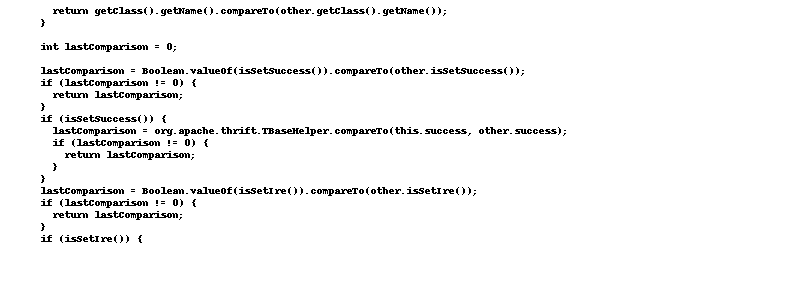 return getClass().getName().compareTo(other.getClass().getName());
}
int lastComparison = 0;
lastComparison = Boolean.valueOf(isSetSuccess()).compareTo(other.isSetSuccess());
if (lastComparison != 0) {
return lastComparison;
}
if (isSetSuccess()) {
lastComparison = org.apache.thrift.TBaseHelper.compareTo(this.success, other.success);
if (lastComparison != 0) {
return lastComparison;
}
}
lastComparison = Boolean.valueOf(isSetIre()).compareTo(other.isSetIre());
if (lastComparison != 0) {
return lastComparison;
}
if (isSetIre()) {